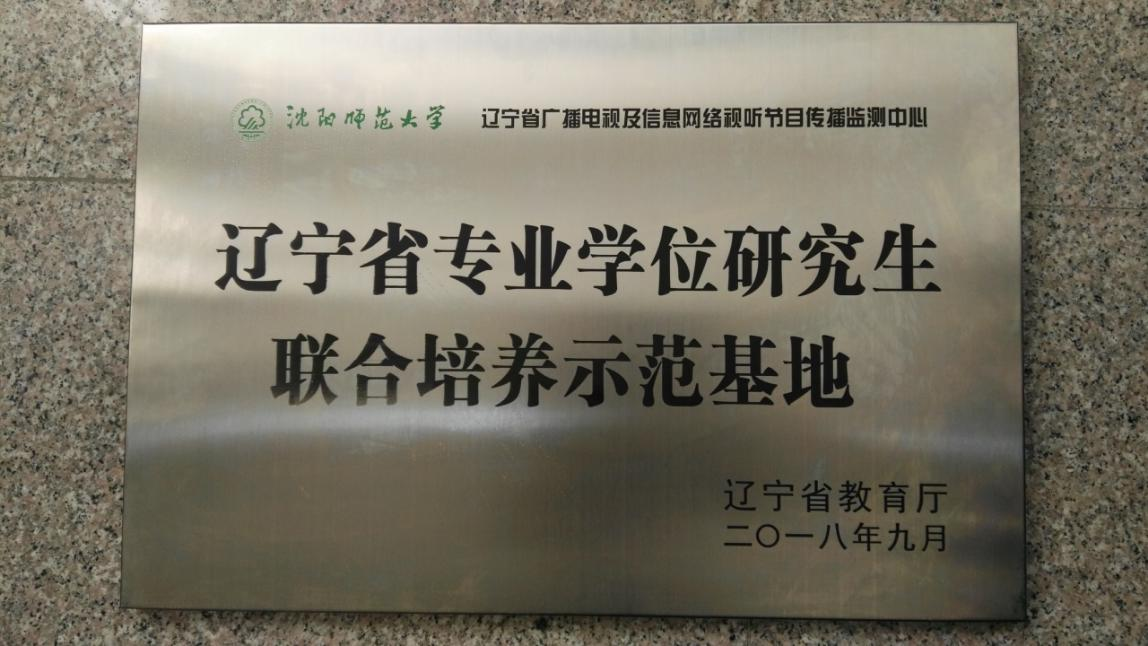 沈阳师范大学 辽宁省广播电视及信息网络视听节目传播监测中心
辽宁省专业学位研究生
联合培养示范基地
辽宁省教育厅
二〇一八年九月